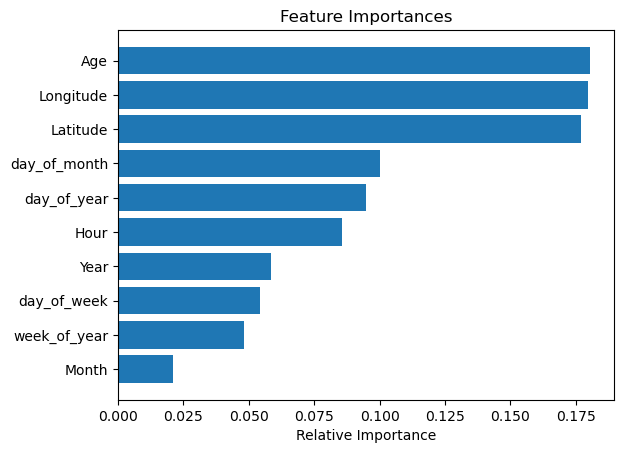 Feature Importances
Age
Longitude
Latitude
day_of_month
day_of_year
Hour
Year
day_of_week
week_of_year
Month
0.000 0.025 0.050 0.075 0.100 0.125 0.150 0.175
Relative Importance